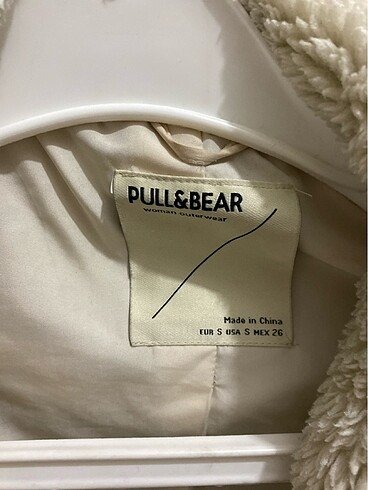 PULL&BEAR
woman outerwear
Made in China
EUR S USA S MEX 26